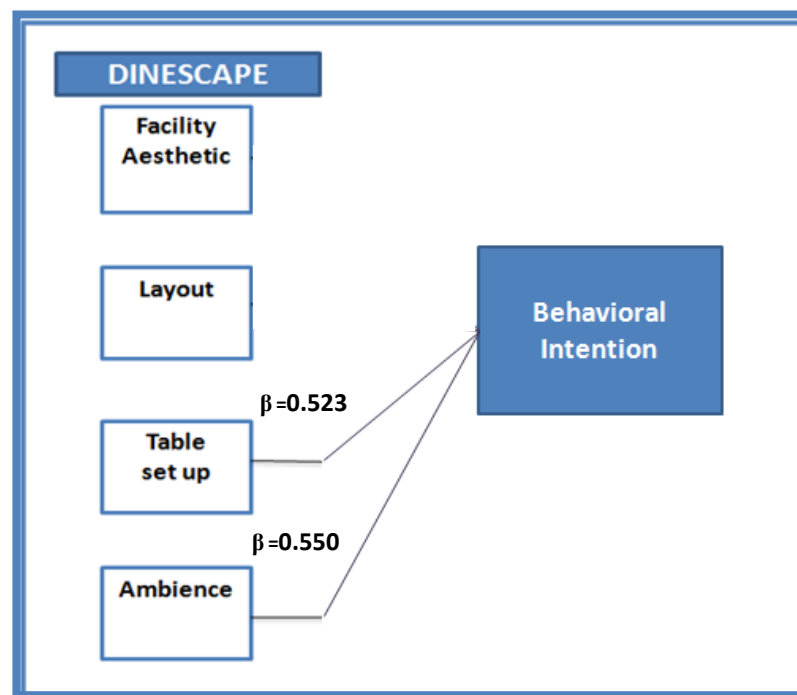 DINESCAPE
Facility
Aesthetic
Layout
Behavioral
Intention
β =0.523
Table
set up
β =0.550
Ambience